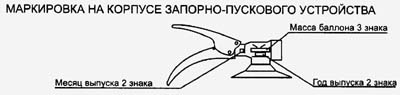 МАРКИРОВКА НА КОРПУСЕ ЗАПОРНО-ПУСКОВОГО УСТРОЙСТВА
Масса баллона 3 знака
Месяц выпуска 2 знака
Год выпуска 2 знака